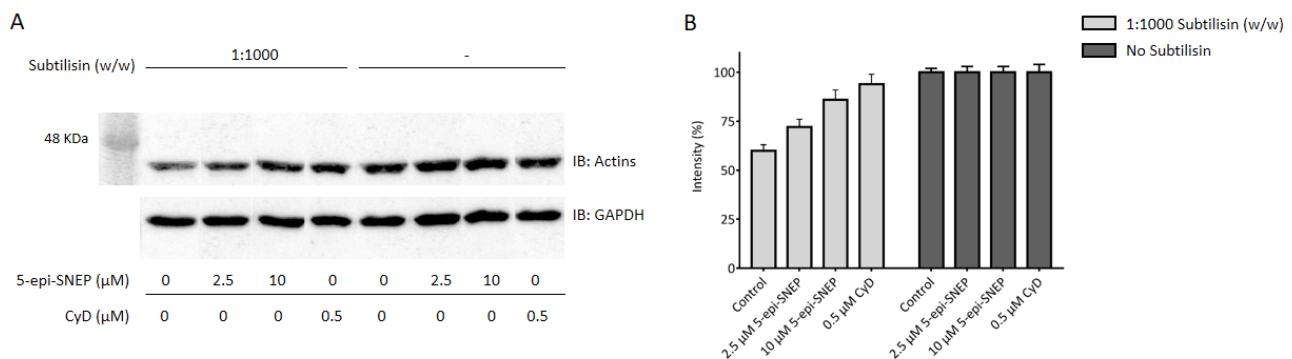 A
Subtilisin (w/w)
1:1000
-
48 KDa
IB: Actins
IB: GAPDH
5-epi-SNEP (µM) 0 2.5 10 0 0 2.5 10 0
CyD (µM) 0 0 0 0.5 0 0 0 0.5
B
1:1000 Subtilisin (w/w)
No Subtilisin
Intensity (%)
100
75
50
25
0
Control
2.5 µM 5-epi-SNEP
10 µM 5-epi-SNEP
0.5 µM CyD
Control
2.5 µM 5-epi-SNEP
10 µM 5-epi-SNEP
0.5 µM CyD